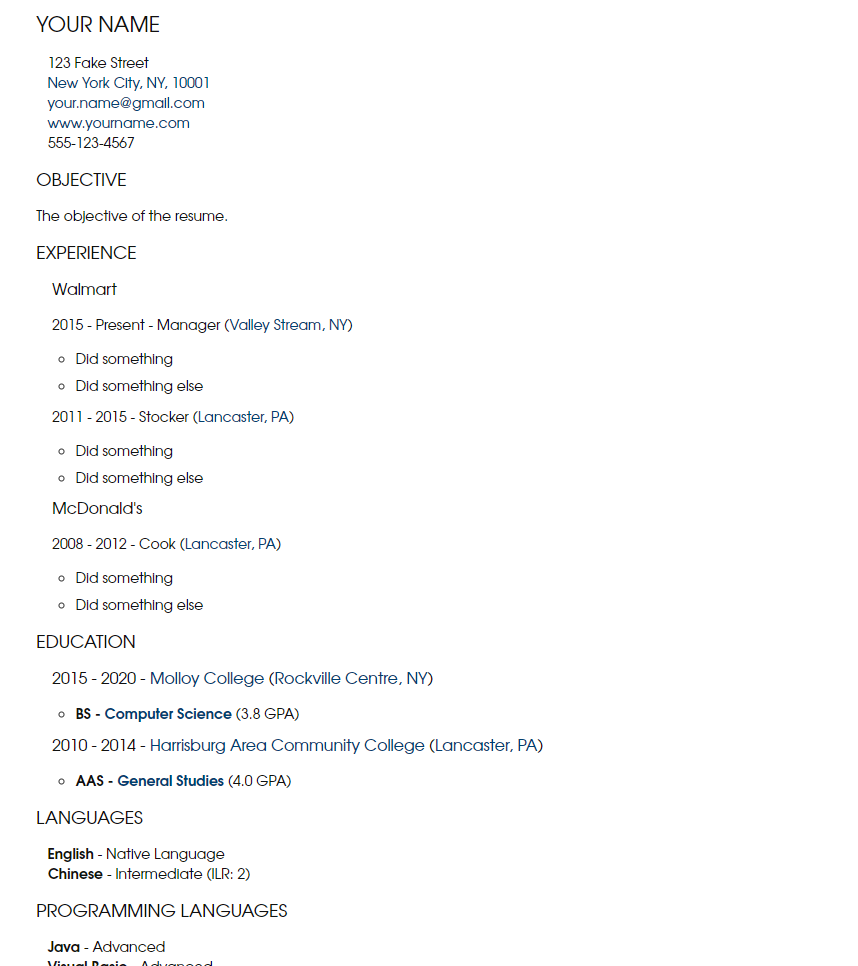 YOUR NAME
123 Fake Street
New York City, NY, 10001
your.name@gmail.com
www.yourname.com
555-123-4567
OBJECTIVE
The objective of the resume.
EXPERIENCE
Walmart
2015 - Present - Manager (Valley Stream, NY)
Did something
Did something else
2011 - 2015 - Stocker (Lancaster, PA)
Did something
Did something else
McDonald's
2008 - 2012 - Cook (Lancaster, PA)
Did something
Did something else
EDUCATION
2015 - 2020 - Molloy College (Rockville Centre, NY)
BS - Computer Science (3.8 GPA)
2010 - 2014 - Harrisburg Area Community College (Lancaster, PA)
AAS - General Studies (4.0 GPA)
LANGUAGES
English - Native Language
Chinese - Intermediate (ILR: 2)
PROGRAMMING LANGUAGES
Java - Advanced
Visual Basic - Advanced